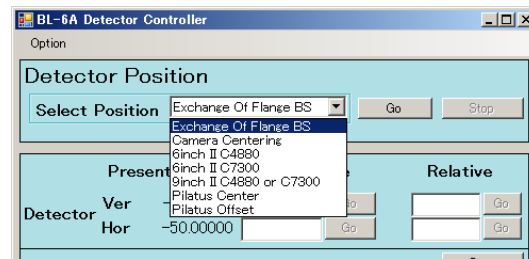 BL-6A Detector Controller
Option
Detector Position
Select Position Exchange Of Flange BS Go Stop
Exchange Of Flange BS
Camera Centering
6inch II C4880
6inch II C7300
9inch II C4880 or C7300
Pilatus Center
Pilatus Offset
Present Relative
Detector Ver Go Go
Hor -50.00000 Go Go